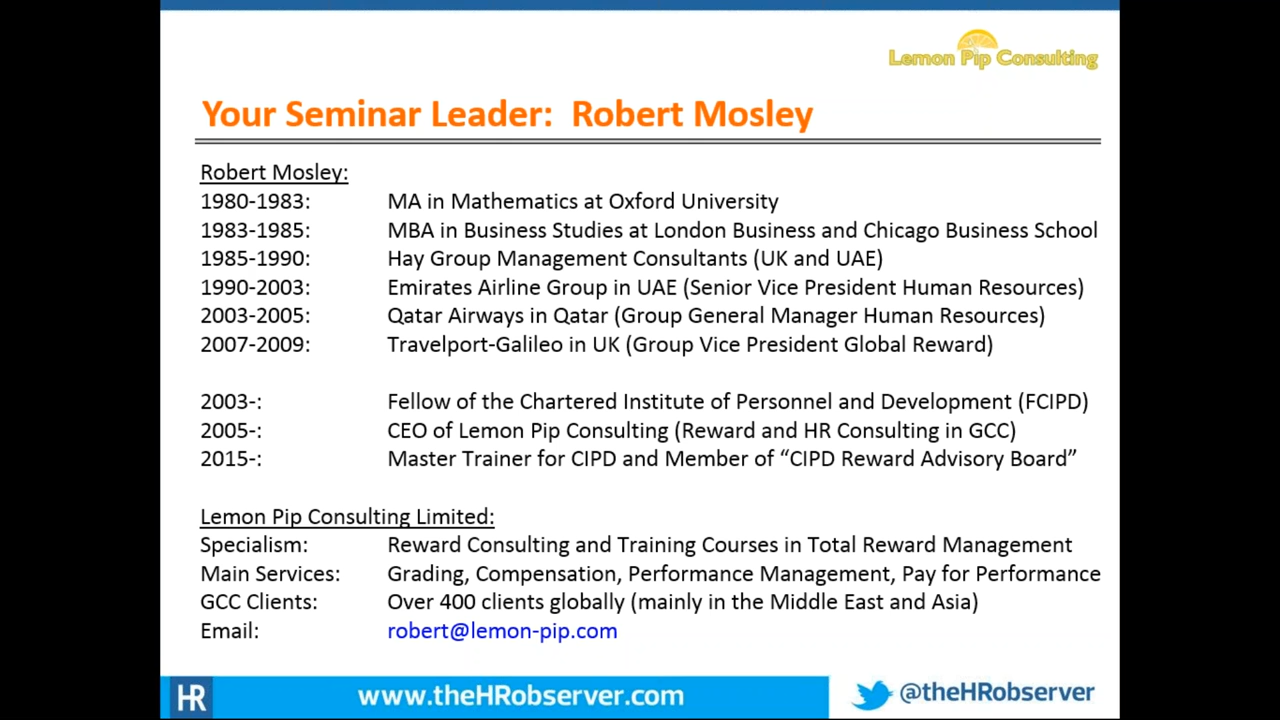 Lemon Pip Consulting
Your Seminar Leader: Robert Mosley
Robert Mosley:
1980-1983: MA in Mathematics at Oxford University
1983-1985: MBA in Business Studies at London Business and Chicago Business School
1985-1990: Hay Group Management Consultants (UK and UAE)
1990-2003: Emirates Airline Group in UAE (Senior Vice President Human Resources)
2003-2005: Qatar Airways in Qatar (Group General Manager Human Resources)
2007-2009: Travelport-Galileo in UK (Group Vice President Global Reward)
2003-: Fellow of the Chartered Institute of Personnel and Development (FCIPD)
2005-: CEO of Lemon Pip Consulting (Reward and HR Consulting in GCC)
2015-: Master Trainer for CIPD and Member of “CIPD Reward Advisory Board”
Lemon Pip Consulting Limited:
Specialism: Reward Consulting and Training Courses in Total Reward Management
Main Services: Grading, Compensation, Performance Management, Pay for Performance
GCC Clients: Over 400 clients globally (mainly in the Middle East and Asia)
Email: robert@lemon-pip.com
HR www.theHRobserver.com @theHRobserver